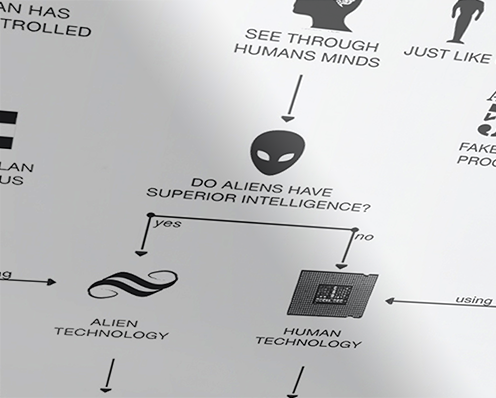 AN HAS
TROLLED
SEE THROUGH
HUMANS MINDS
JUST LIKE
LAN
US
FAKE
PRO
DO ALIENS HAVE
SUPERIOR INTELLIGENCE?
yes
no
using
ALIEN
TECHNOLOGY
HUMAN
TECHNOLOGY